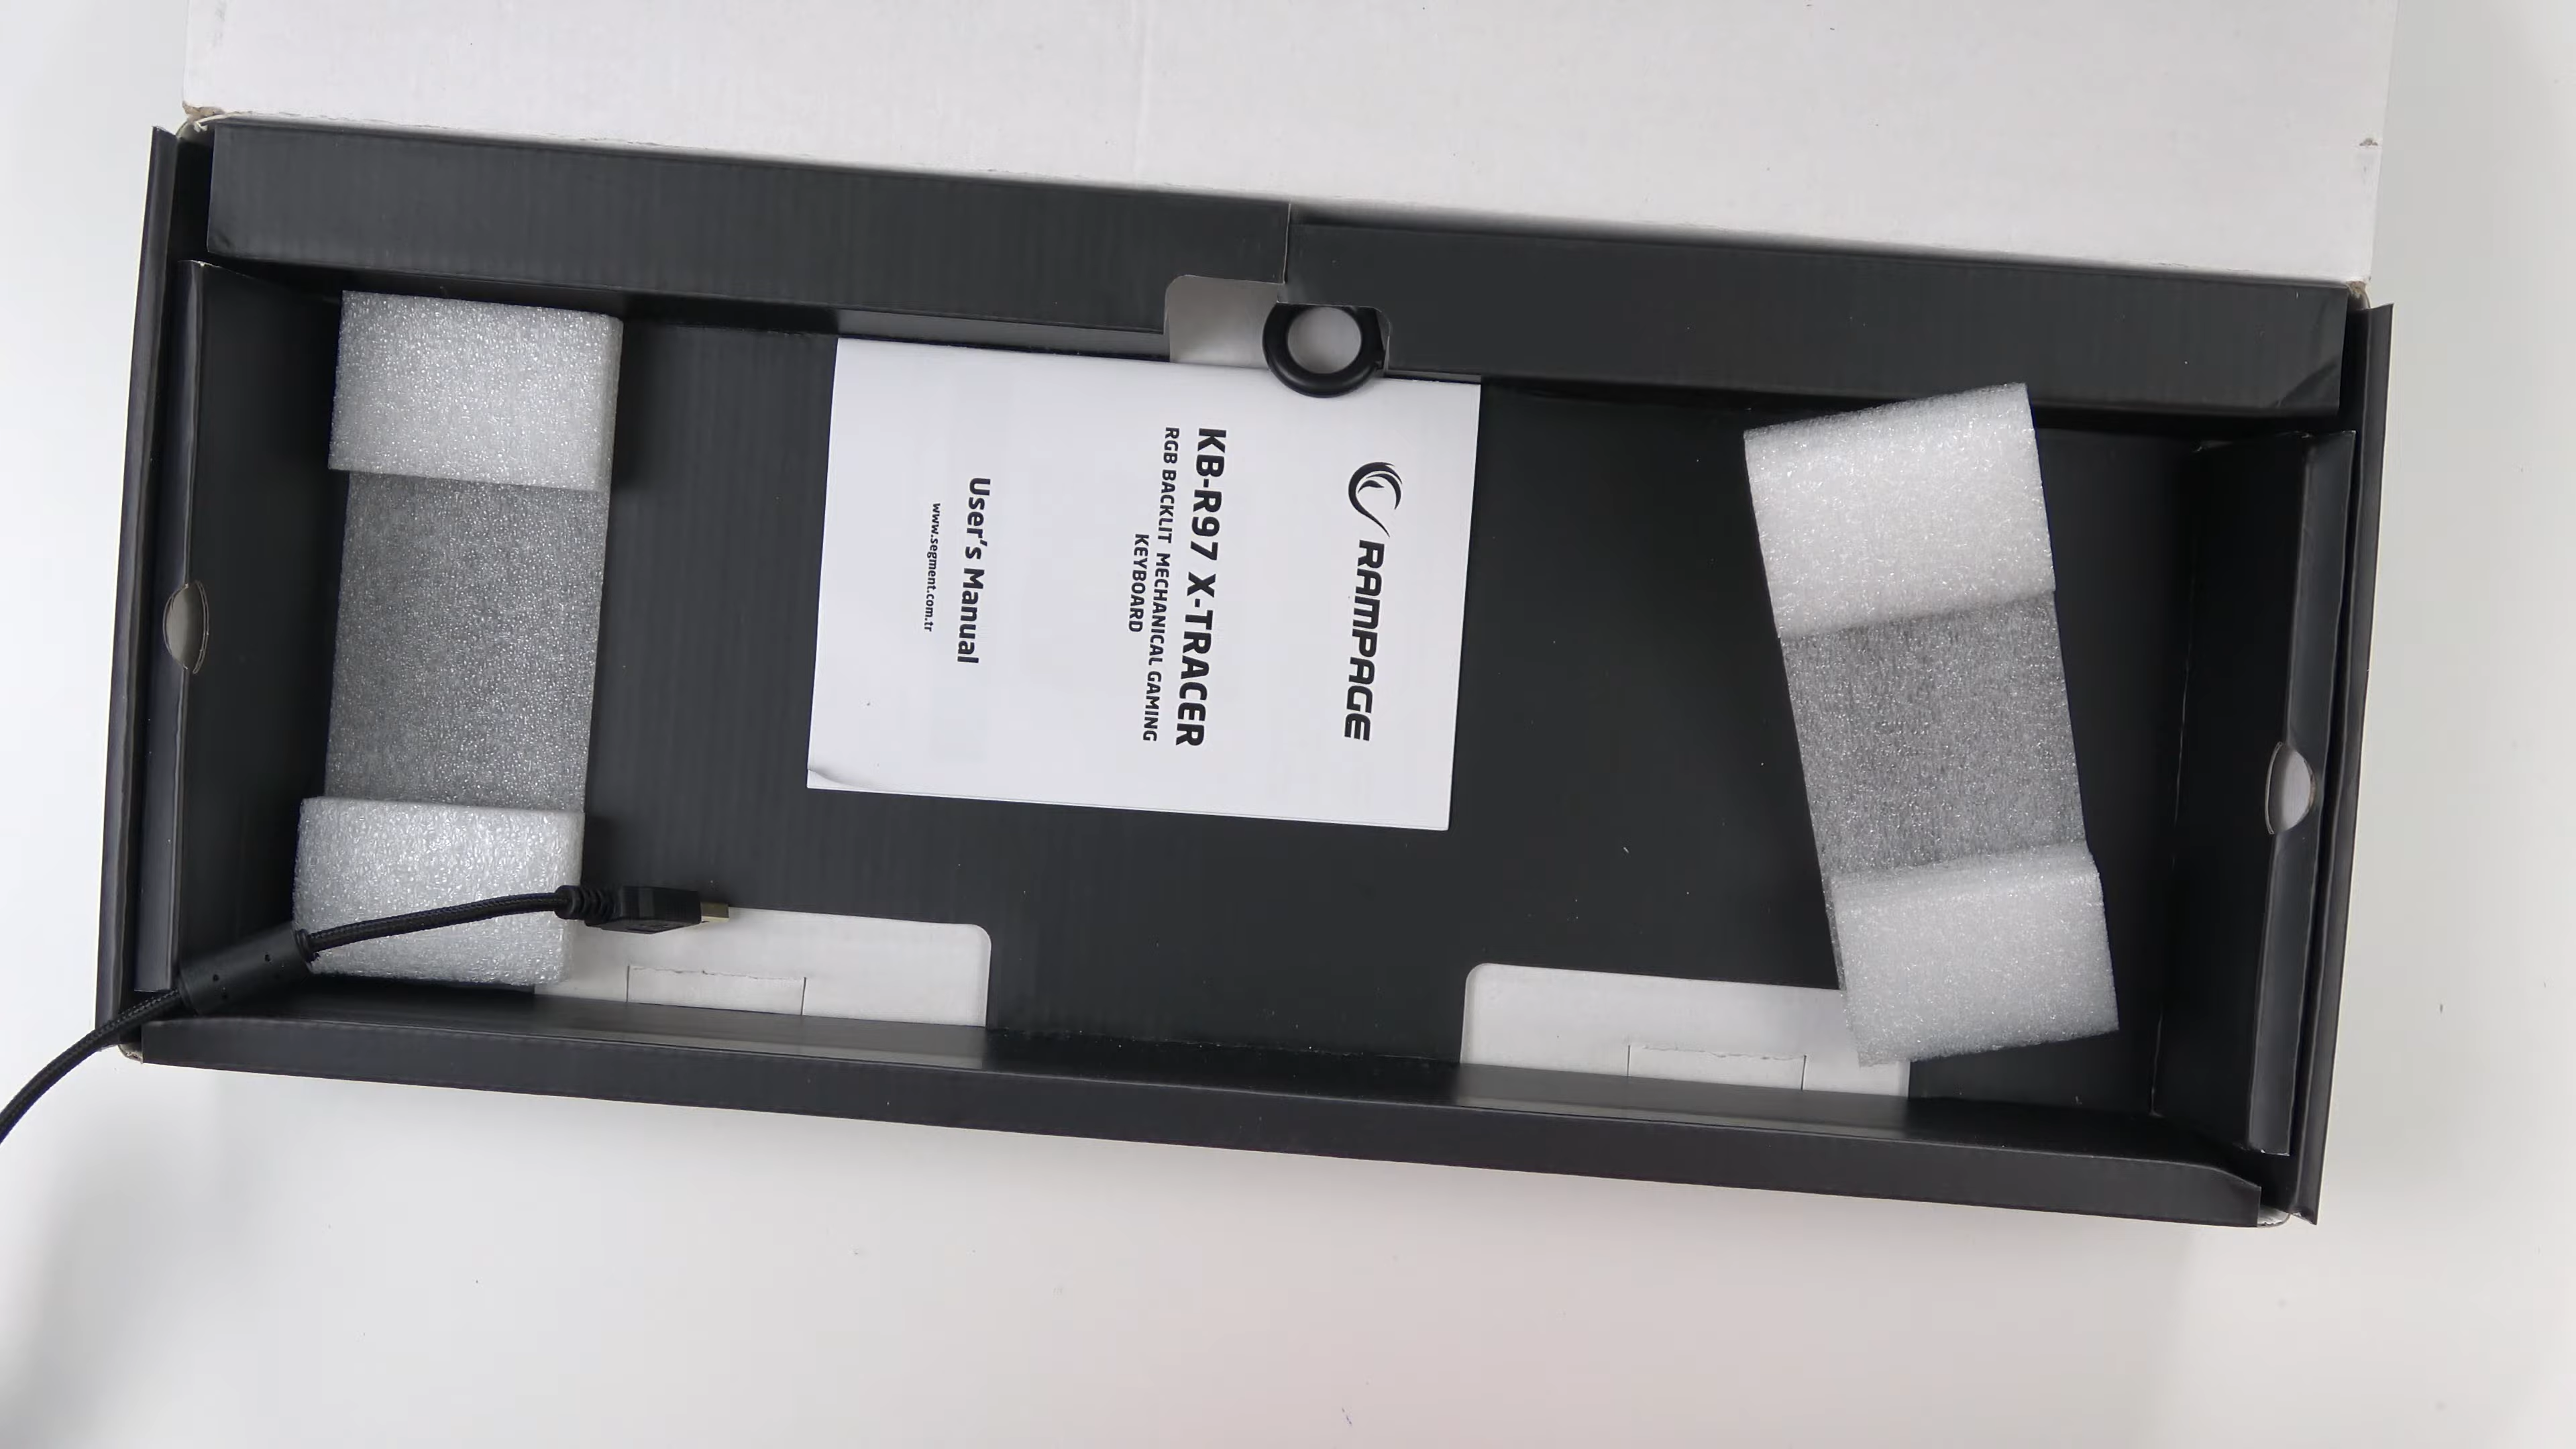 RAMPAGE
KB-R97 X-TRACER
RGB BACKLIT MECHANICAL GAMING
KEYBOARD
User's Manual
www.segment.com.tr